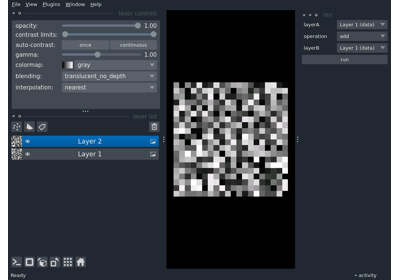 File View Plugins Window Help
layer controls
opacity: 1.00
contrast limits:
auto-contrast: once continuous
gamma: 1.00
colormap: gray
blending: translucent_no_depth
interpolation: nearest
layer list
Layer 2
Layer 1
layerA Layer 1 (data)
operation add
layerB Layer 1 (data)
run
Ready
activity